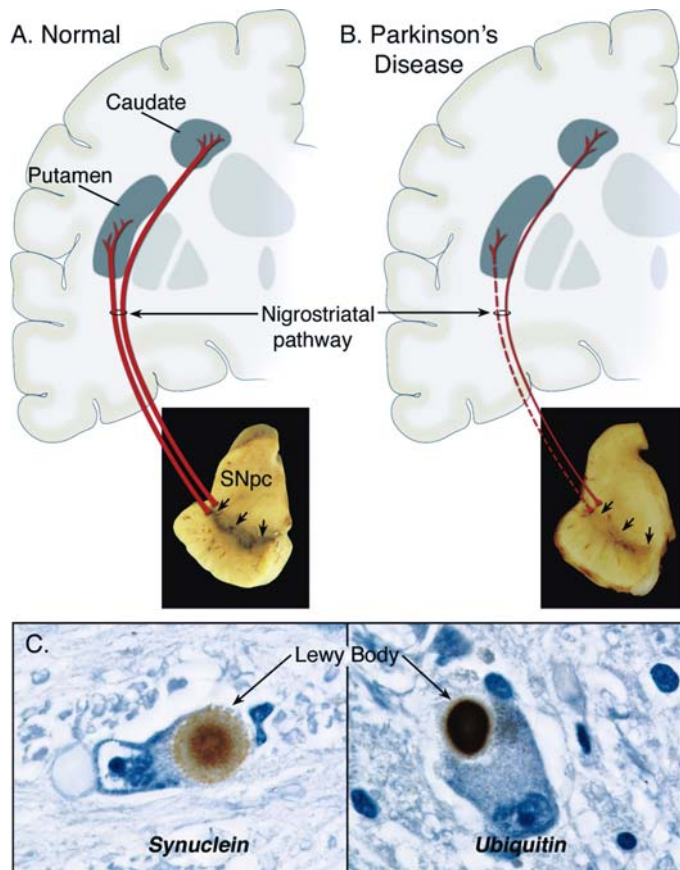 A. Normal
B. Parkinson's
Disease
Caudate
Putamen
Nigrostriatal
pathway
SNpc
C.
Lewy Body
Synuclein
Ubiquitin